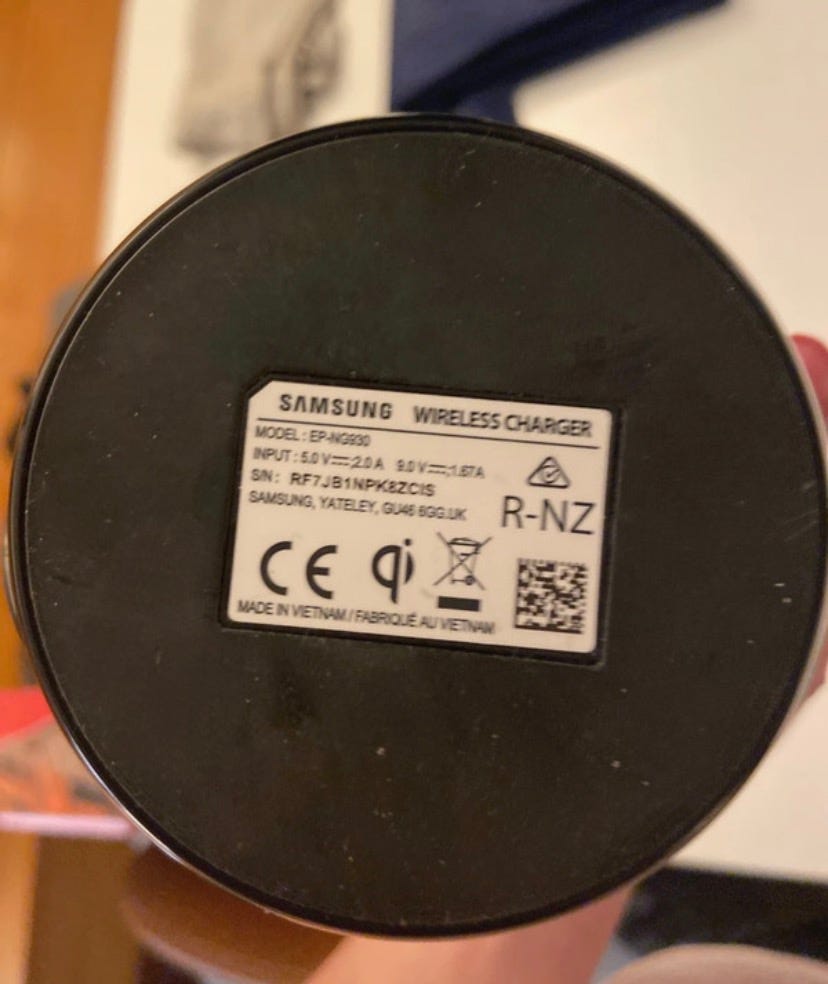 SAMSUNG WIRELESS CHARGER
MODEL : EP-NG930
INPUT : 5.0 V⎓;2.0 A 9.0 V⎓;1.67A
S/N: RF7JB1NPK8ZCIS
SAMSUNG, YATELEY, GU46 6GG.UK
R-NZ
CE qi
MADE IN VIETNAM / FABRIQUÉ AU VIETNAM